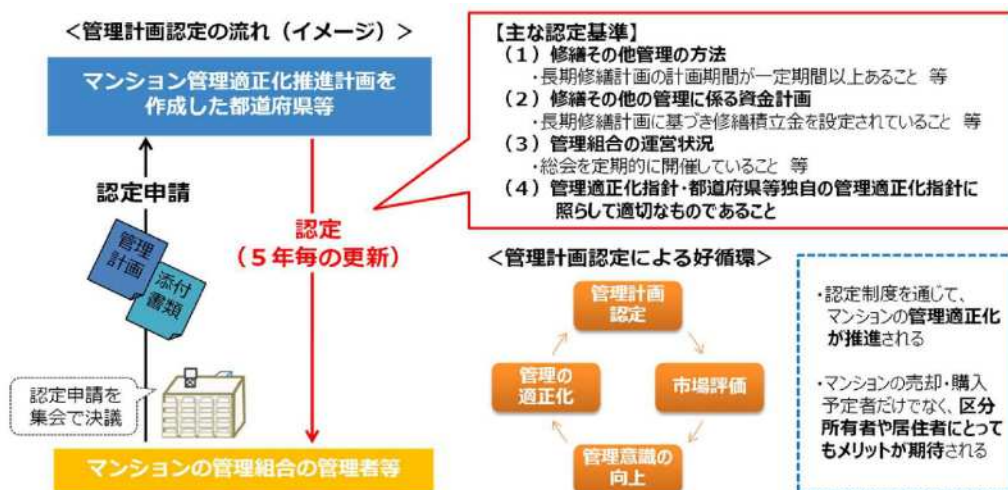 ＜管理計画認定の流れ（イメージ）＞
マンション管理適正化推進計画を
作成した都道府県等
認定申請
管理
計画
添付
書類
認定
（５年毎の更新）
認定申請を
集会で決議
マンションの管理組合の管理者等
【主な認定基準】
（１）修繕その他管理の方法
・長期修繕計画の計画期間が一定期間以上あること 等
（２）修繕その他の管理に係る資金計画
・長期修繕計画に基づき修繕積立金を設定されていること 等
（３）管理組合の運営状況
・総会を定期的に開催していること 等
（４）管理適正化指針・都道府県等独自の管理適正化指針に
照らして適切なものであること
＜管理計画認定による好循環＞
管理計画
認定
市場評価
管理意識の
向上
管理の
適正化
・認定制度を通じて、
マンションの管理適正化
が推進される
・マンションの売却・購入
予定者だけでなく、区分
所有者や居住者にとって
もメリットが期待される